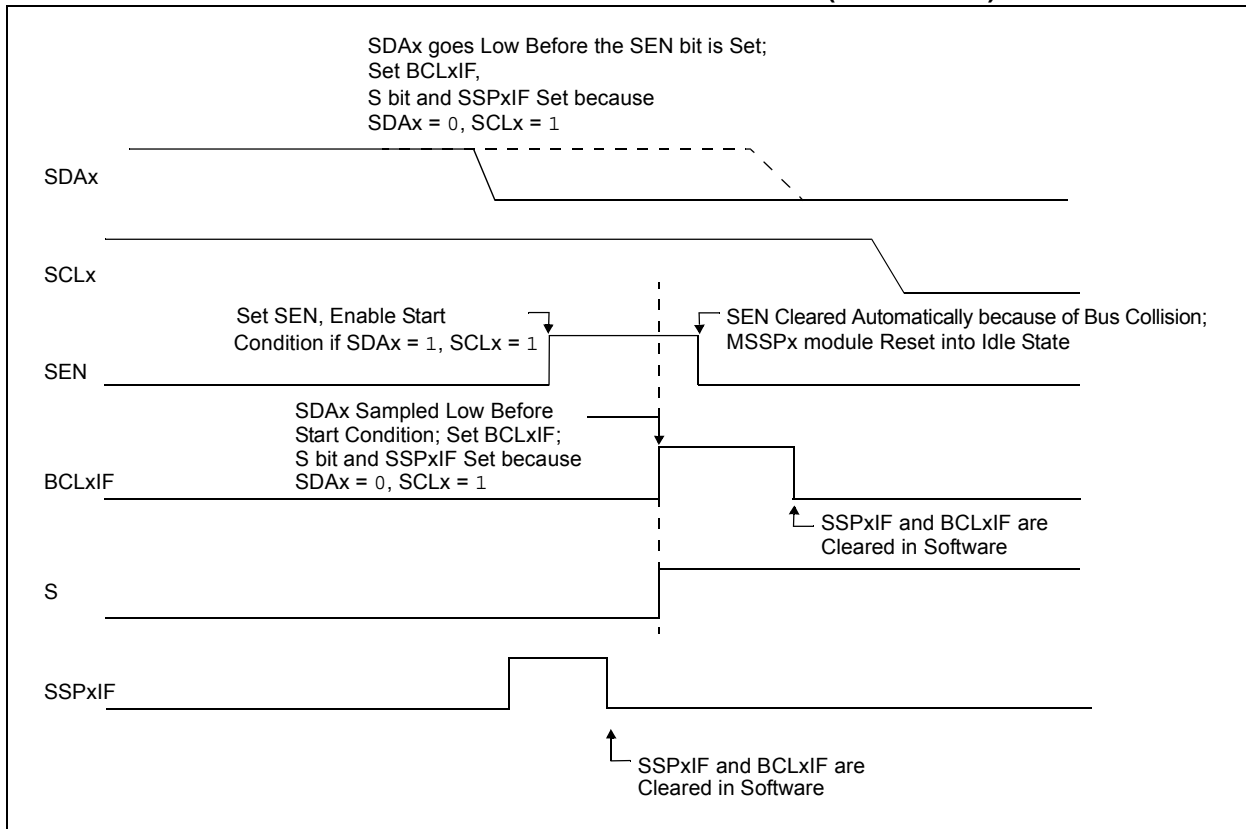 SDAx goes Low Before the SEN bit is Set;
Set BCLxIF,
S bit and SSPxIF Set because
SDAx = 0, SCLx = 1
SDAx
SCLx
Set SEN, Enable Start
Condition if SDAx = 1, SCLx = 1
SEN Cleared Automatically because of Bus Collision;
MSSPx module Reset into Idle State
SEN
SDAx Sampled Low Before
Start Condition; Set BCLxIF;
S bit and SSPxIF Set because
SDAx = 0, SCLx = 1
BCLxIF
SSPxIF and BCLxIF are
Cleared in Software
S
SSPxIF
SSPxIF and BCLxIF are
Cleared in Software